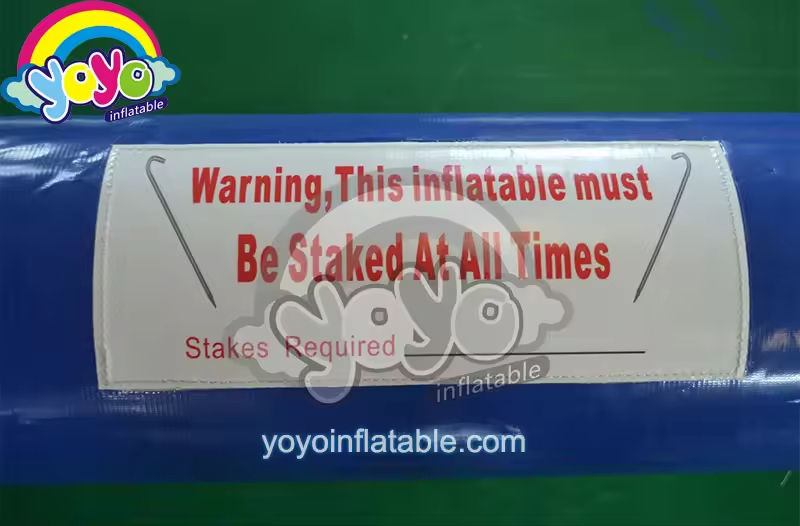 yoyo
inflatable
Warning,This inflatable must
Be Staked At All Times
Stakes Required
yoyo
inflatable
yoyoinflatable.com